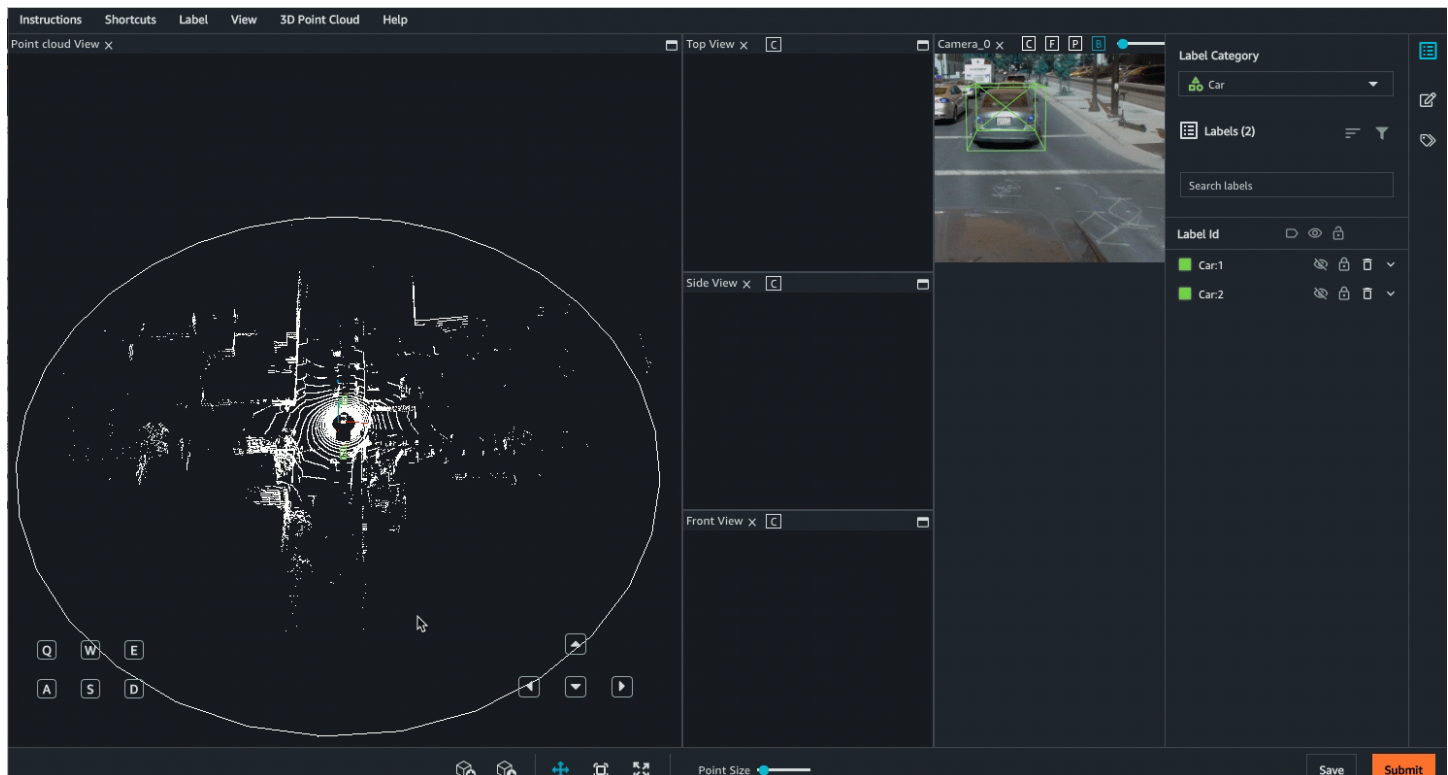 Instructions Shortcuts Label View 3D Point Cloud Help
Point cloud View
Top View C
Camera_0 C F P B
Label Category
Car
Labels (2)
Search labels
Label Id
Car:1
Car:2
Side View C
Front View C
Q W E
A S D
Point Size
Save Submit